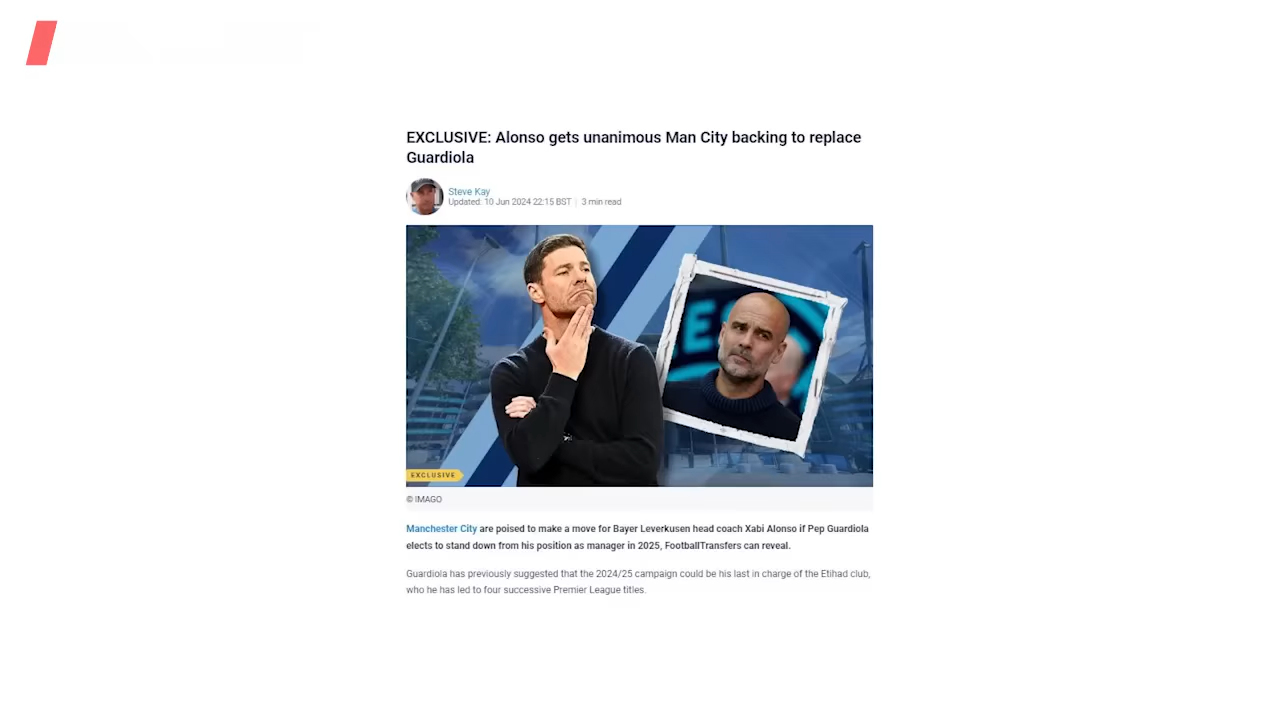 EXCLUSIVE: Alonso gets unanimous Man City backing to replace
Guardiola
Steve Kay
Updated: 10 Jun 2024 22:15 BST | 3 min read
EXCLUSIVE
© IMAGO
Manchester City are poised to make a move for Bayer Leverkusen head coach Xabi Alonso if Pep Guardiola
elects to stand down from his position as manager in 2025, FootballTransfers can reveal.
Guardiola has previously suggested that the 2024/25 campaign could be his last in charge of the Etihad club,
who he has led to four successive Premier League titles.